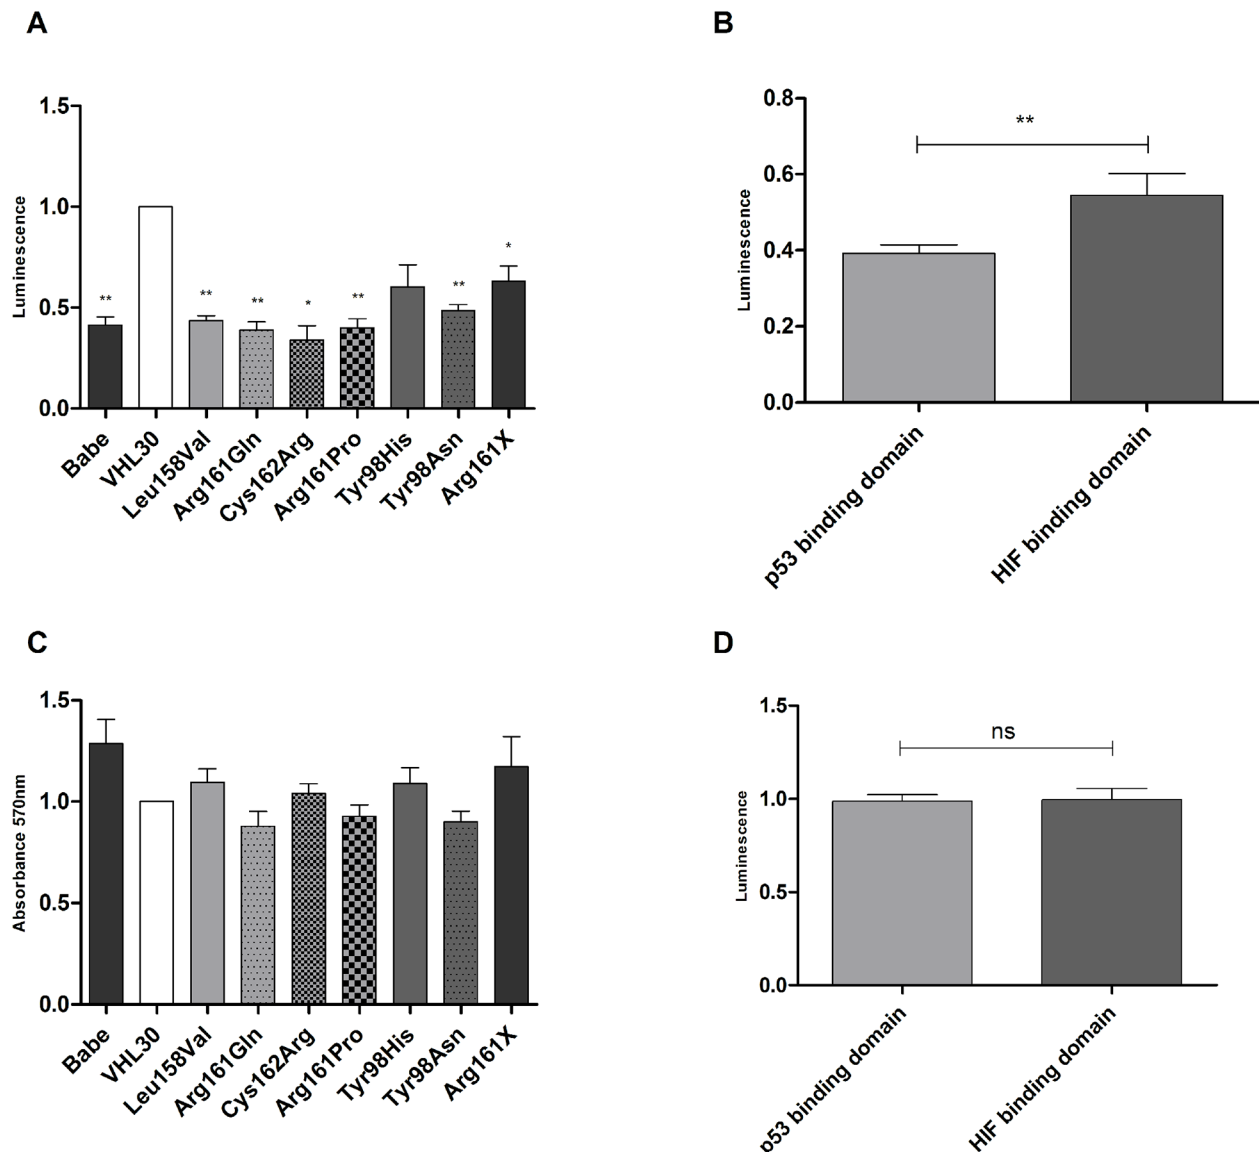 A
Luminescence
1.5
1.0
0.5
0.0
**
**
**
*
**
**
*
Babe
VHL30
Leu158Val
Arg161Gln
Cys162Arg
Arg161Pro
Tyr98His
Tyr98Asn
Arg161X
B
Luminescence
0.8
0.6
0.4
0.2
0.0
**
p53 binding domain
HIF binding domain
C
Absorbance 570nm
1.5
1.0
0.5
0.0
Babe
VHL30
Leu158Val
Arg161Gln
Cys162Arg
Arg161Pro
Tyr98His
Tyr98Asn
Arg161X
D
Luminescence
1.5
1.0
0.5
0.0
ns
p53 binding domain
HIF binding domain